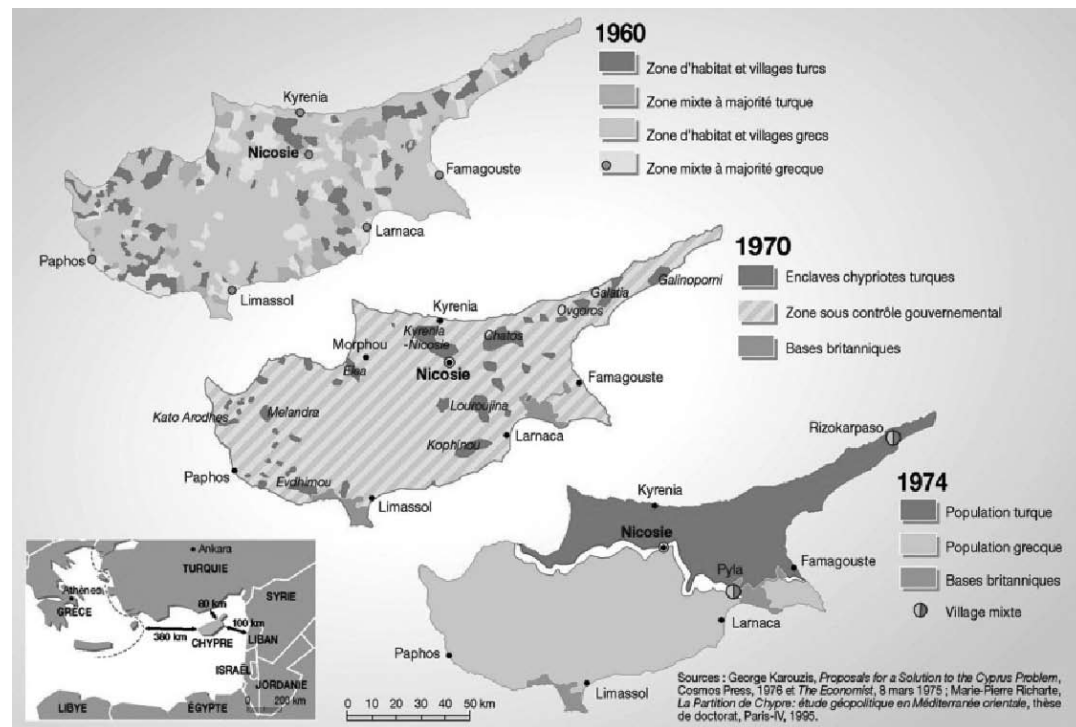 1960
Zone d'habitat et villages turcs
Zone mixte à majorité turque
Zone d'habitat et villages grecs
Zone mixte à majorité grecque
Kyrenia
Nicosie
Famagouste
Larnaca
Paphos
Limassol
1970
Enclaves chypriotes turques
Zone sous contrôle gouvernemental
Bases britanniques
Galinoporni
Galatia
Ovgoros
Kyrenia
Kyrenia
-Nicosie
Chatos
Morphou
Elia
Nicosie
Famagouste
Kato Arodhes
Melandra
Louroujina
Larnaca
Kophinou
Paphos
Evdhimou
Limassol
1974
Population turque
Population grecque
Bases britanniques
Village mixte
Rizokarpaso
Kyrenia
Nicosie
Pyla
Famagouste
Larnaca
Paphos
Limassol
Ankara
TURQUIE
Athènes
GRÈCE
80 km
SYRIE
100 km
380 km
LIBAN
CHYPRE
ISRAËL
JORDANIE
0 200 km
LIBYE
ÉGYPTE
0 10 20 30 40 50 km
Sources : George Karouzis, Proposals for a Solution to the Cyprus Problem,
Cosmos Press, 1976 et The Economist, 8 mars 1975 ; Marie-Pierre Richarte,
La Partition de Chypre: étude géopolitique en Méditerranée orientale, thèse
de doctorat, Paris-IV, 1995.